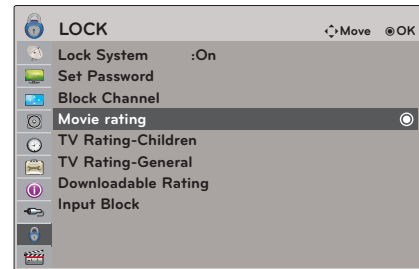 LOCK Move OK
Lock System :On
Set Password
Block Channel
Movie rating
TV Rating-Children
TV Rating-General
Downloadable Rating
Input Block